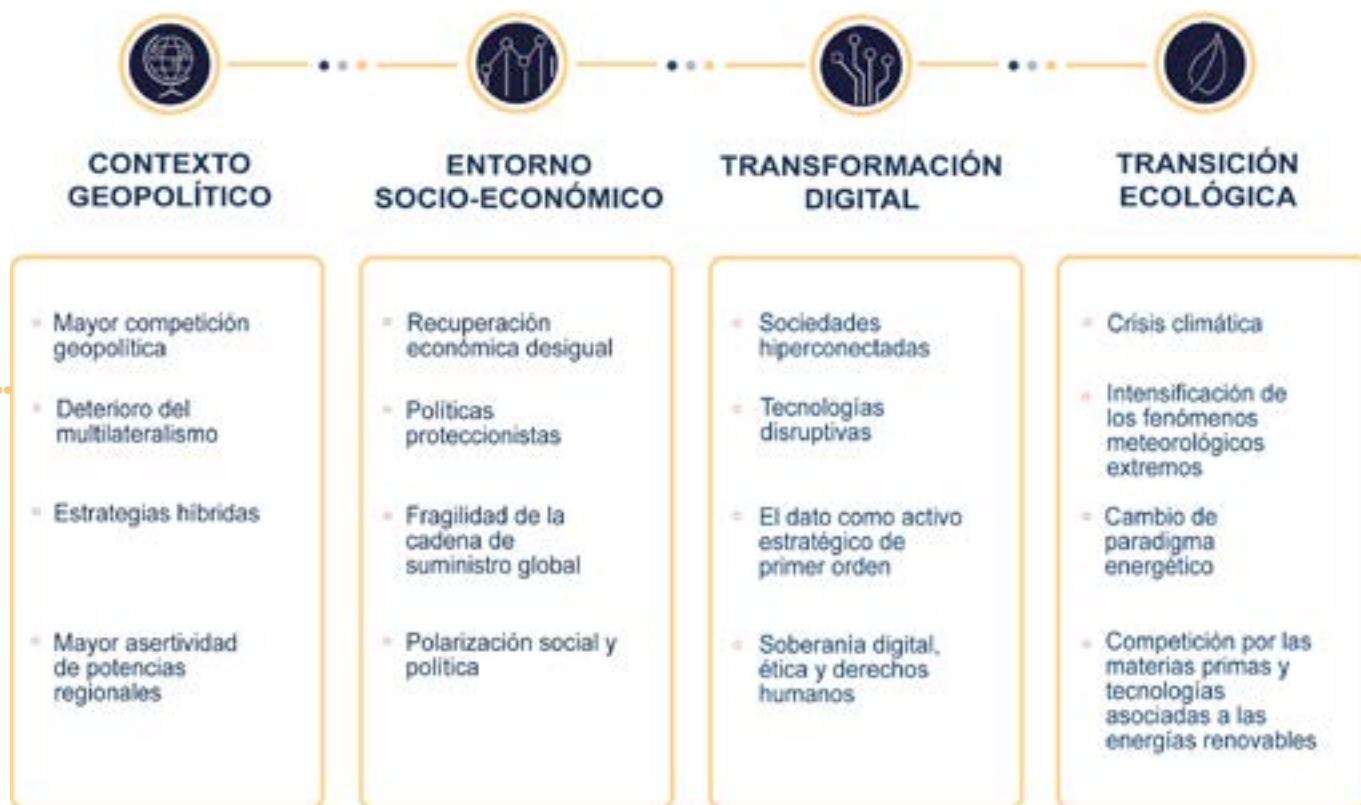 CONTEXTO
GEOPOLÍTICO
Mayor competición
geopolítica
Deterioro del
multilateralismo
Estrategias híbridas
Mayor asertividad
de potencias
regionales
ENTORNO
SOCIO-ECONÓMICO
Recuperación
económica desigual
Políticas
proteccionistas
Fragilidad de la
cadena de
suministro global
Polarización social y
política
TRANSFORMACIÓN
DIGITAL
Sociedades
hiperconectadas
Tecnologías
disruptivas
El dato como activo
estratégico de
primer orden
Soberanía digital,
ética y derechos
humanos
TRANSICIÓN
ECOLÓGICA
Crisis climática
Intensificación de
los fenómenos
meteorológicos
extremos
Cambio de
paradigma
energético
Competición por las
materias primas y
tecnologías
asociadas a las
energías renovables